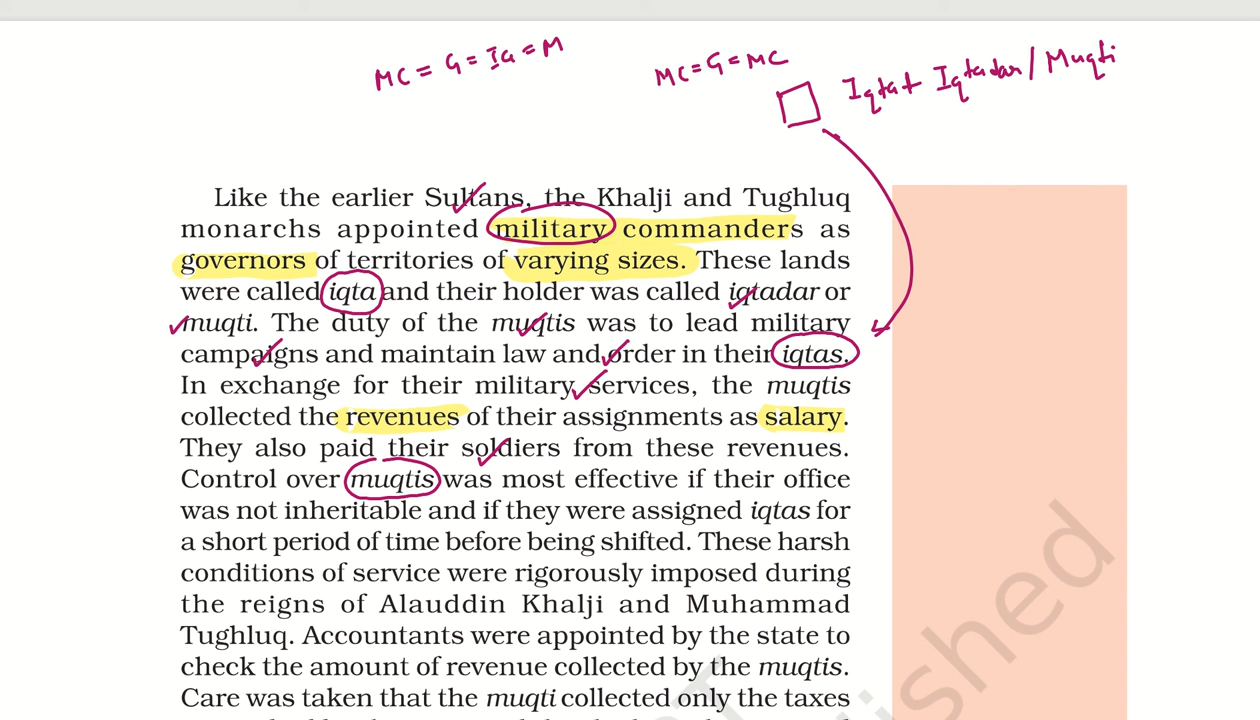 MC = G = IQ = M
MC = G = MC
Iqta + Iqtadar / Muqti
Like the earlier Sultans, the Khalji and Tughluq
monarchs appointed military commanders as
governors of territories of varying sizes. These lands
were called iqta and their holder was called iqtadar or
muqti. The duty of the muqtis was to lead military
campaigns and maintain law and order in their iqtas.
In exchange for their military services, the muqtis
collected the revenues of their assignments as salary.
They also paid their soldiers from these revenues.
Control over muqtis was most effective if their office
was not inheritable and if they were assigned iqtas for
a short period of time before being shifted. These harsh
conditions of service were rigorously imposed during
the reigns of Alauddin Khalji and Muhammad
Tughluq. Accountants were appointed by the state to
check the amount of revenue collected by the muqtis.
Care was taken that the muqti collected only the taxes